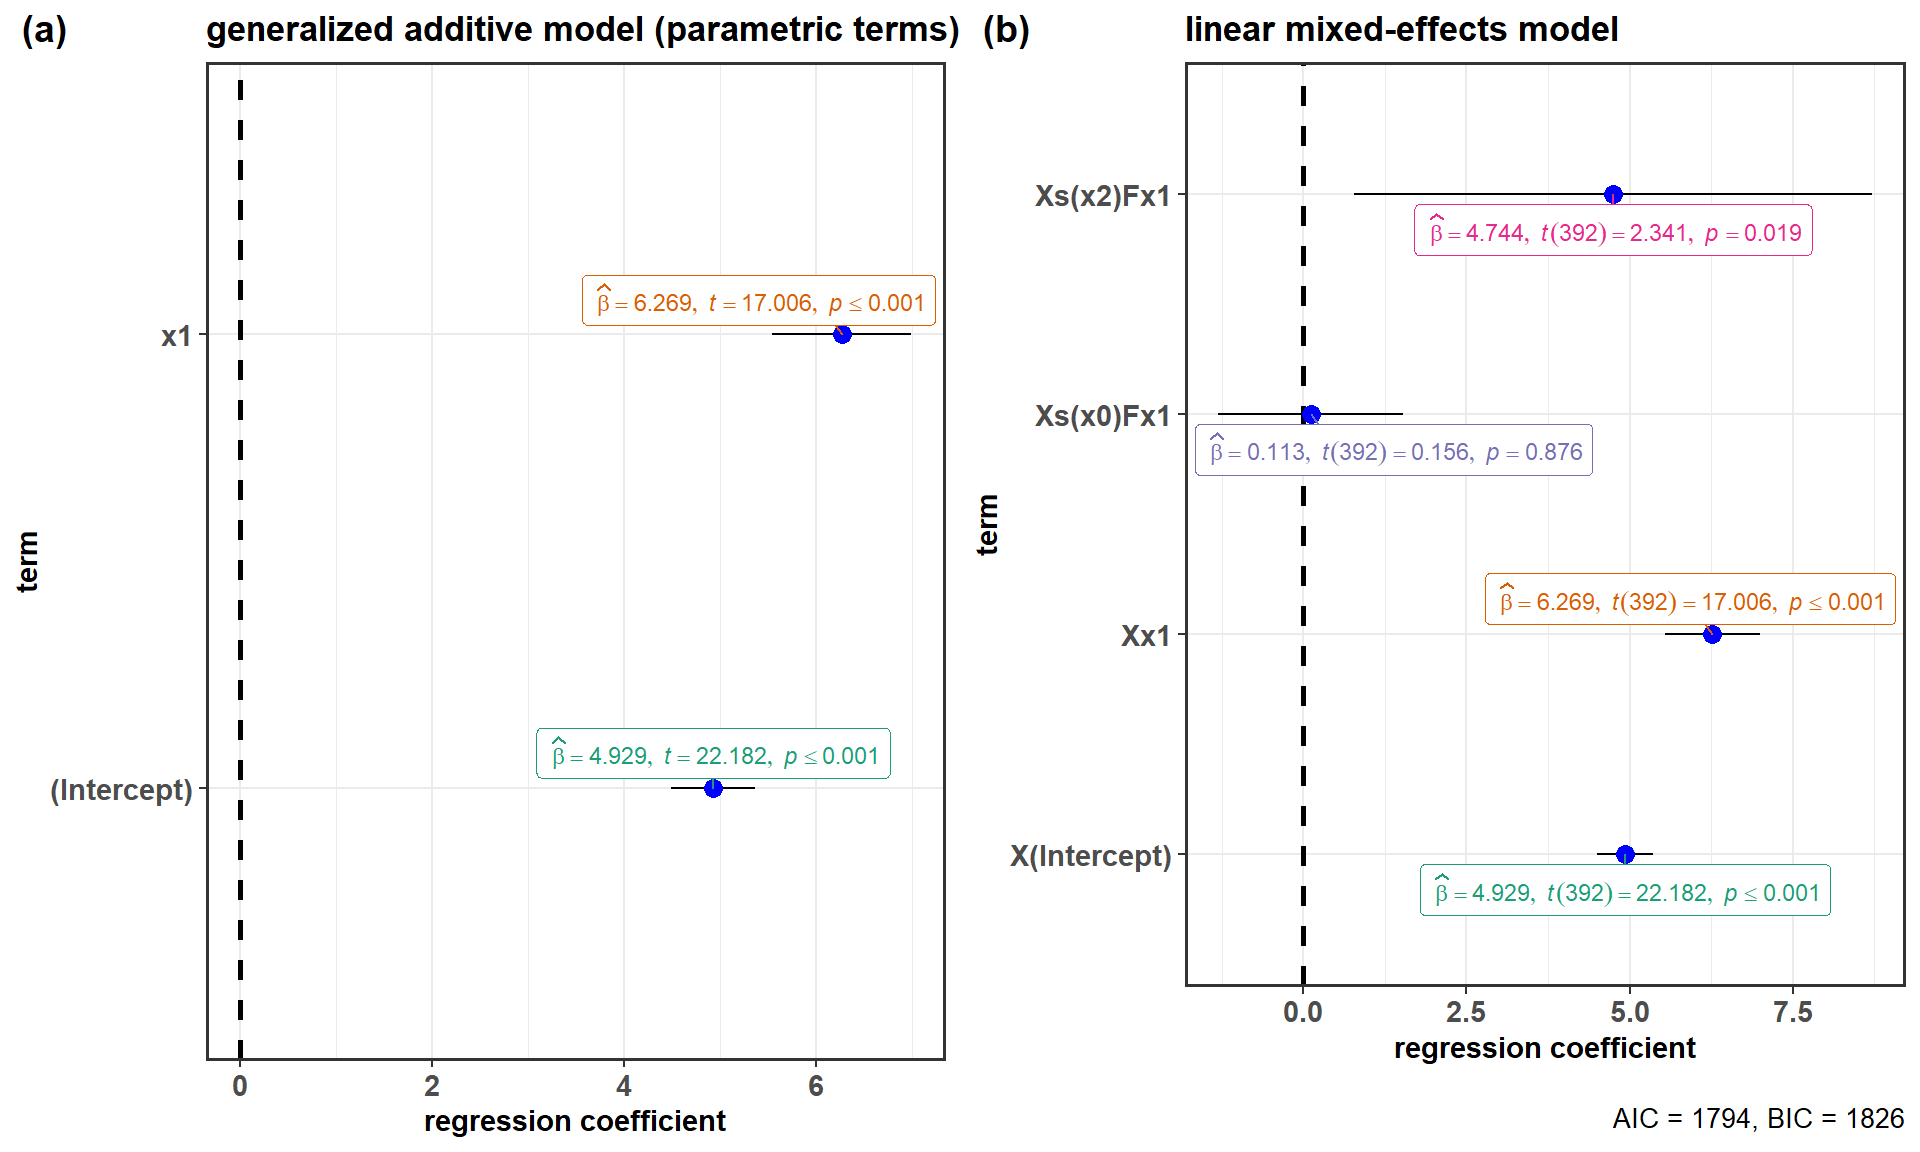 (a)
generalized additive model (parametric terms)
term
x1
(Intercept)
β̂ = 6.269, t = 17.006, p ≤ 0.001
β̂ = 4.929, t = 22.182, p ≤ 0.001
0 2 4 6
regression coefficient
(b)
linear mixed-effects model
term
Xs(x2)Fx1
β̂ = 4.744, t(392) = 2.341, p = 0.019
Xs(x0)Fx1
β̂ = 0.113, t(392) = 0.156, p = 0.876
Xx1
β̂ = 6.269, t(392) = 17.006, p ≤ 0.001
X(Intercept)
β̂ = 4.929, t(392) = 22.182, p ≤ 0.001
0.0 2.5 5.0 7.5
regression coefficient
AIC = 1794, BIC = 1826